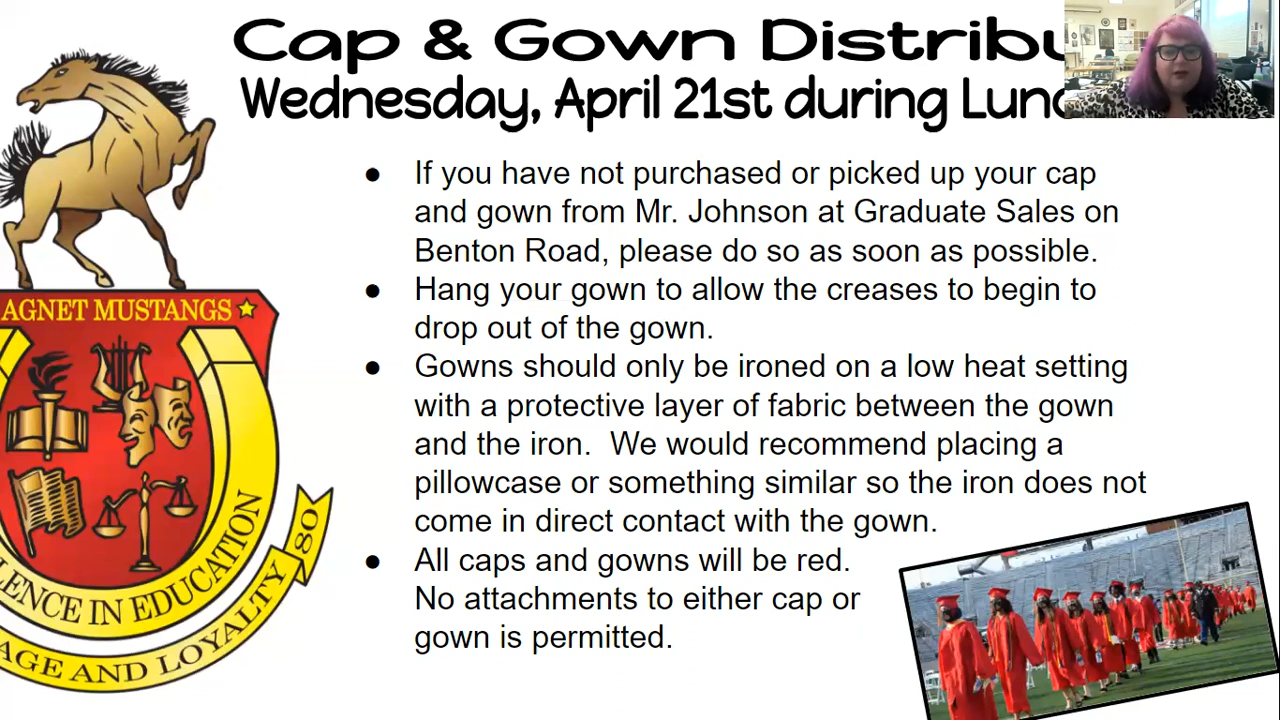 Cap & Gown Distribu
Wednesday, April 21st during Lunc
● If you have not purchased or picked up your cap
and gown from Mr. Johnson at Graduate Sales on
Benton Road, please do so as soon as possible.
● Hang your gown to allow the creases to begin to
drop out of the gown.
● Gowns should only be ironed on a low heat setting
with a protective layer of fabric between the gown
and the iron. We would recommend placing a
pillowcase or something similar so the iron does not
come in direct contact with the gown.
● All caps and gowns will be red.
No attachments to either cap or
gown is permitted.
AGNET MUSTANGS
LENCE IN EDUCATION
AGE AND LOYALTY 80